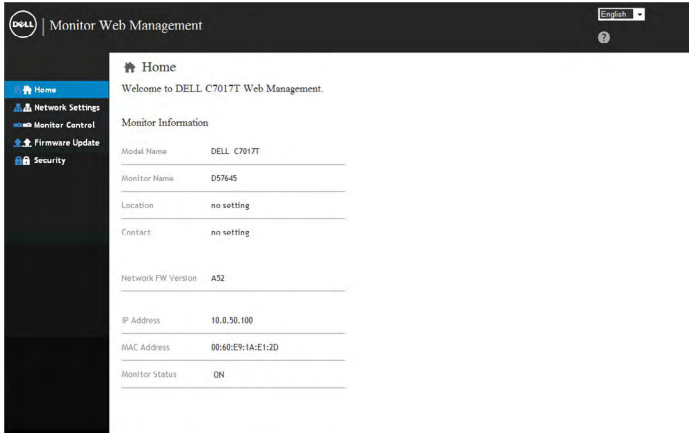 DELL | Monitor Web Management
English
?
Home
Network Settings
Monitor Control
Firmware Update
Security
Home
Welcome to DELL C7017T Web Management.
Monitor Information
Model Name DELL C7017T
Monitor Name D57645
Location no setting
Contact no setting
Network FW Version A52
IP Address 10.0.50.100
MAC Address 00:60:E9:1A:E1:2D
Monitor Status ON